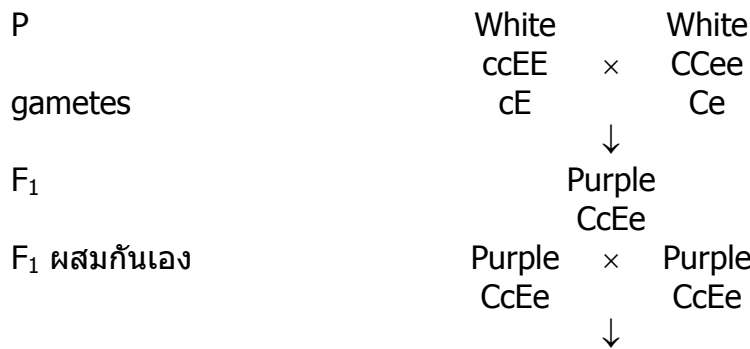 P White White
ccEE × CCee
gametes cE Ce
↓
F₁ Purple
CcEe
F₁ ผสมกันเอง Purple × Purple
CcEe CcEe
↓